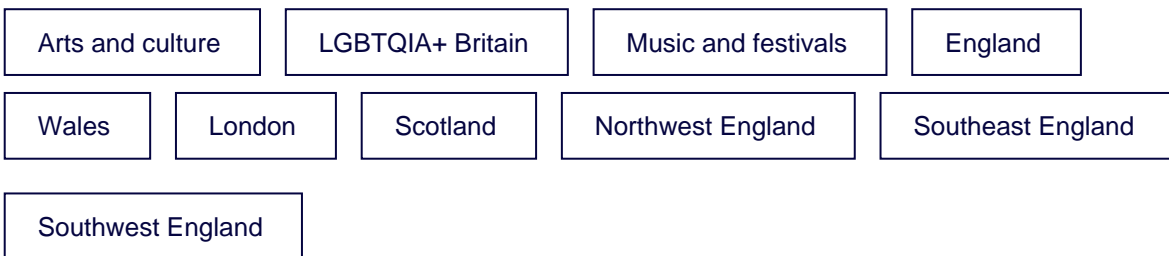 Arts and culture LGBTQIA+ Britain Music and festivals England
Wales London Scotland Northwest England Southeast England
Southwest England